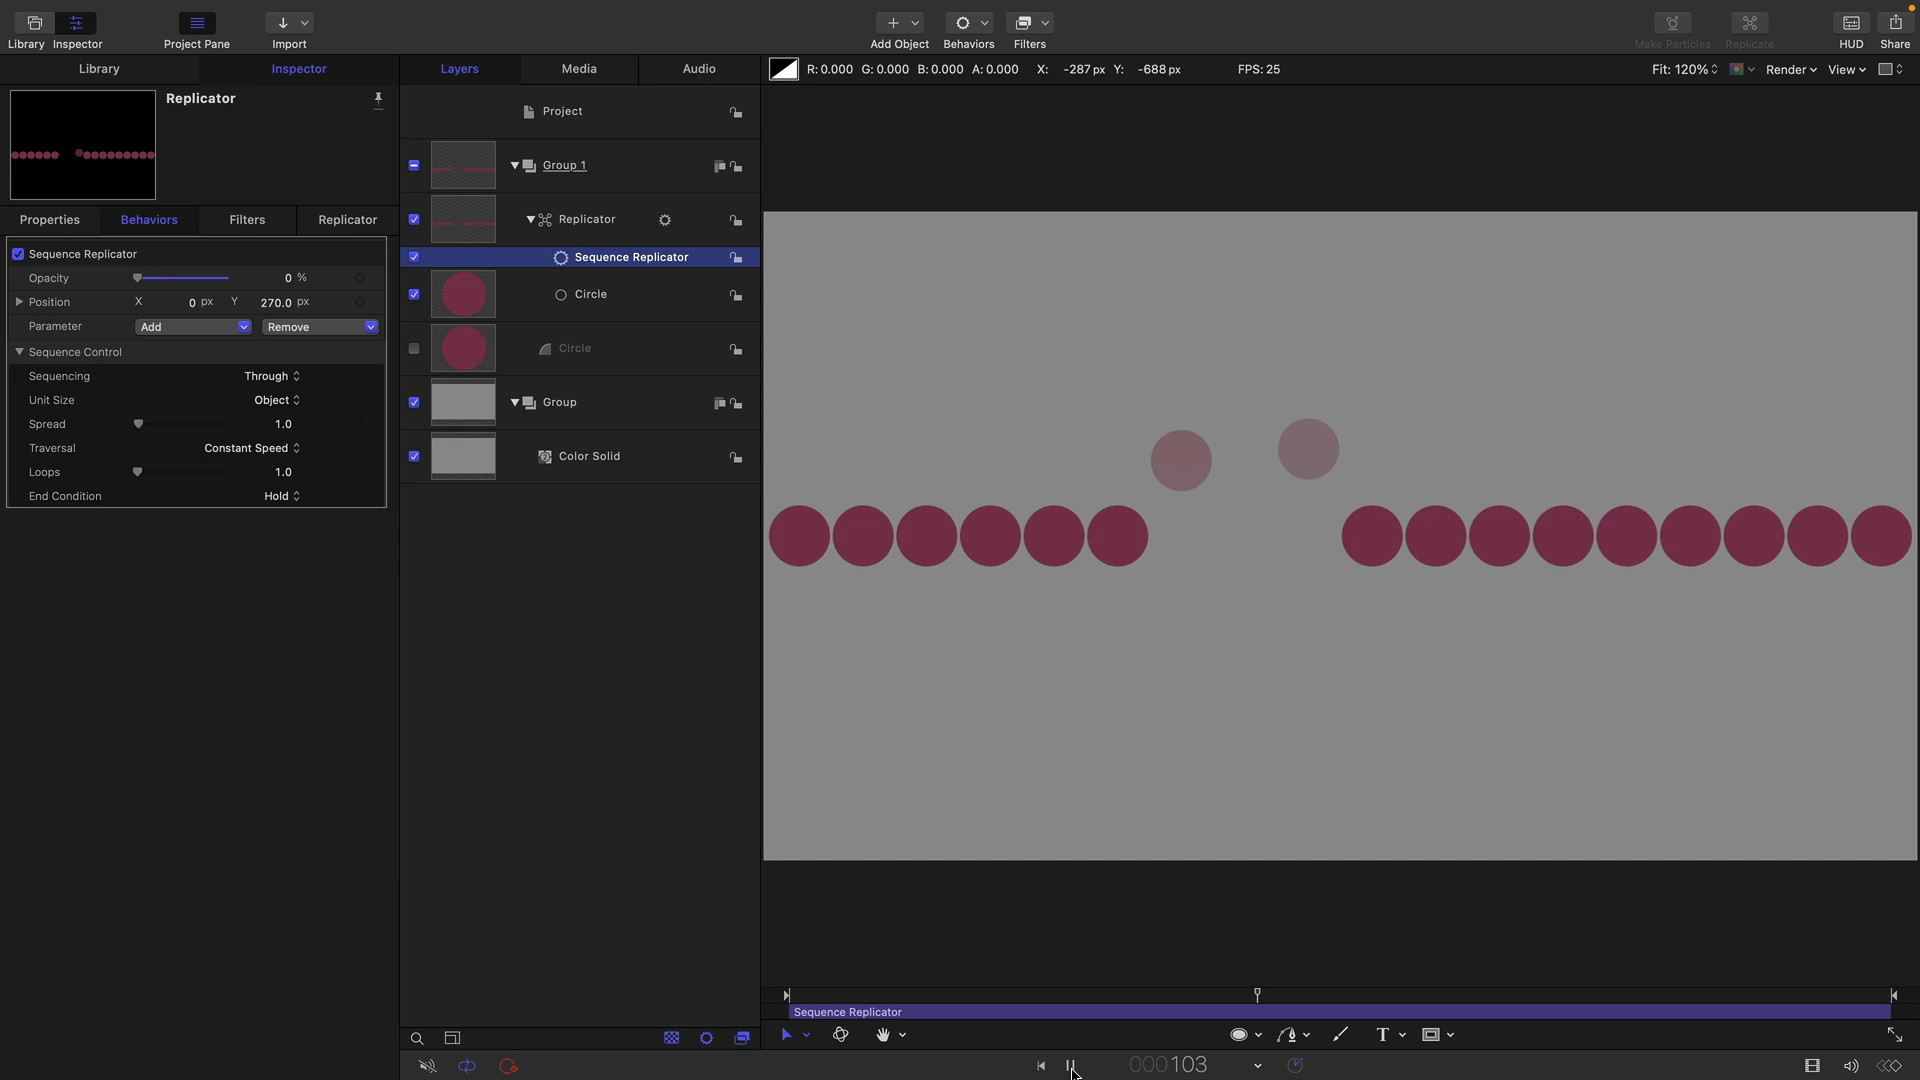 Library Inspector Project Pane Import Add Object Behaviors Filters Make Particles Replicate HUD Share
Library Inspector Layers Media Audio R: 0.000 G: 0.000 B: 0.000 A: 0.000 X: -287 px Y: -688 px FPS: 25 Fit: 120% Render View
Replicator
Properties Behaviors Filters Replicator
Sequence Replicator
Opacity 0 %
Position X 0 px Y 270.0 px
Parameter Add Remove
Sequence Control
Sequencing Through
Unit Size Object
Spread 1.0
Traversal Constant Speed
Loops 1.0
End Condition Hold
Project
Group 1
Replicator
Sequence Replicator
Circle
Circle
Group
Color Solid
Sequence Replicator
T
000103